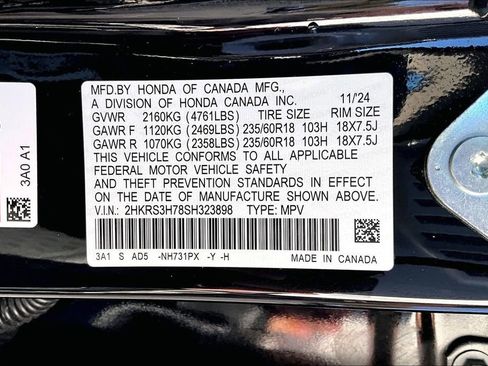 MFD.BY HONDA OF CANADA MFG.,
A DIVISION OF HONDA CANADA INC. 11/'24
GVWR 2160KG (4761LBS) TIRE SIZE RIM SIZE
GAWR F 1120KG (2469LBS) 235/60R18 103H 18X7.5J
GAWR R 1070KG (2358LBS) 235/60R18 103H 18X7.5J
THIS VEHICLE CONFORMS TO ALL APPLICABLE
FEDERAL MOTOR VEHICLE SAFETY
AND THEFT PREVENTION STANDARDS IN EFFECT
ON THE DATE OF MANUFACTURE SHOWN ABOVE.
V.I.N.: 2HKRS3H78SH323898 TYPE: MPV
3A1 S AD5 -NH731PX -Y -H MADE IN CANADA
3A0 A1